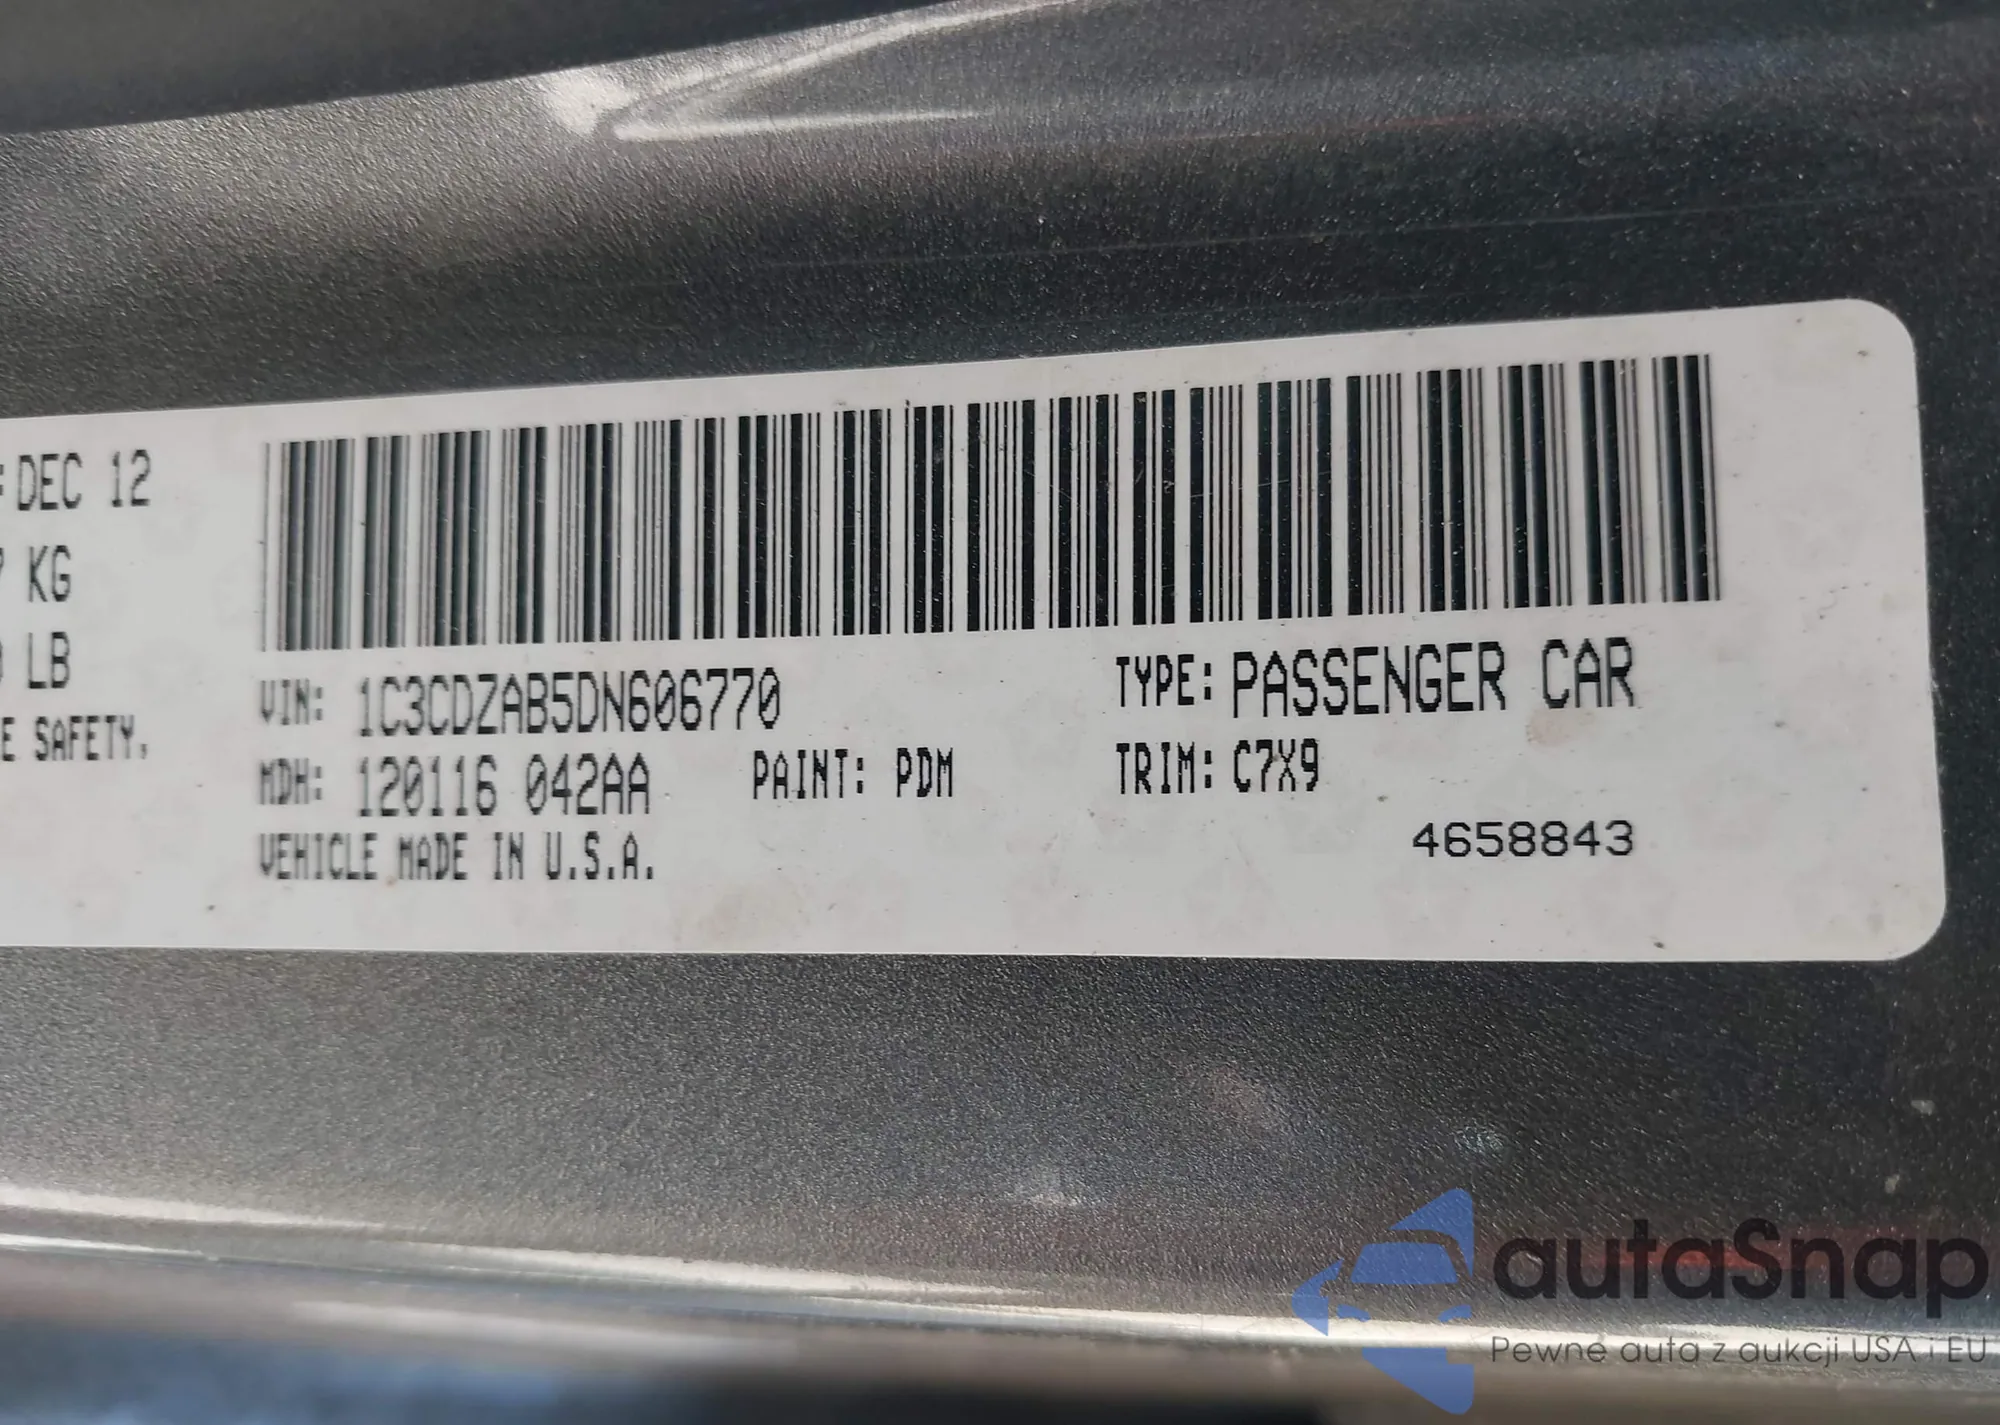 : DEC 12
KG
LB
E SAFETY.
VIN: 1C3CDZAB5DN606770
TYPE: PASSENGER CAR
MDH: 120116 042AA
PAINT: PDM
TRIM: C7X9
VEHICLE MADE IN U.S.A.
4658843
autaSnap
Pewne auta z aukcji USA i EU